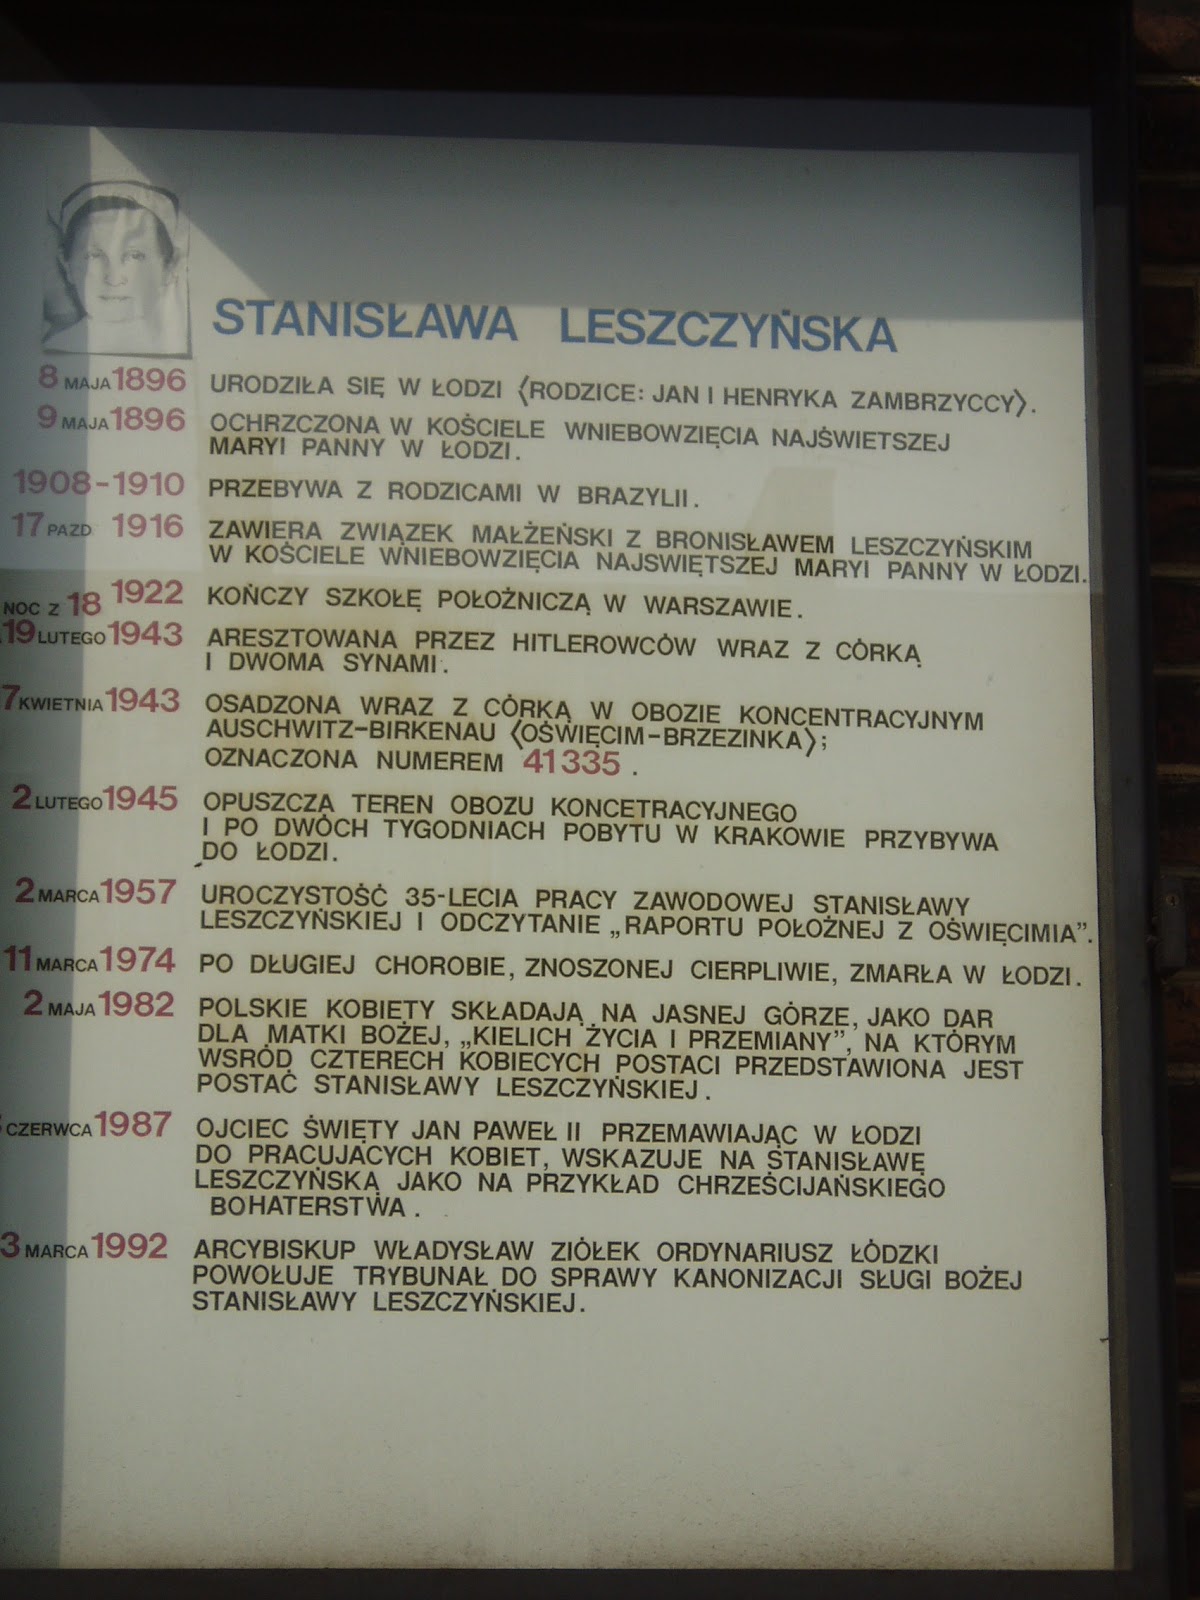 STANISŁAWA LESZCZYŃSKA
8 MAJA 1896 URODZIŁA SIĘ W ŁODZI ⟨RODZICE: JAN I HENRYKA ZAMBRZYCCY⟩.
9 MAJA 1896 OCHRZCZONA W KOŚCIELE WNIEBOWZIĘCIA NAJŚWIETSZEJ
MARYI PANNY W ŁODZI.
1908-1910 PRZEBYWA Z RODZICAMI W BRAZYLII.
17 PAZD 1916 ZAWIERA ZWIĄZEK MAŁŻEŃSKI Z BRONISŁAWEM LESZCZYŃSKIM
W KOŚCIELE WNIEBOWZIĘCIA NAJSWIĘTSZEJ MARYI PANNY W ŁODZI.
1922 KOŃCZY SZKOŁĘ POŁOŻNICZĄ W WARSZAWIE.
NOC Z 18
19 LUTEGO 1943 ARESZTOWANA PRZEZ HITLEROWCÓW WRAZ Z CÓRKĄ
I DWOMA SYNAMI.
7 KWIETNIA 1943 OSADZONA WRAZ Z CÓRKĄ W OBOZIE KONCENTRACYJNYM
AUSCHWITZ-BIRKENAU ⟨OŚWIĘCIM-BRZEZINKA⟩;
OZNACZONA NUMEREM 41335.
2 LUTEGO 1945 OPUSZCZA TEREN OBOZU KONCETRACYJNEGO
I PO DWÓCH TYGODNIACH POBYTU W KRAKOWIE PRZYBYWA
DO ŁODZI.
2 MARCA 1957 UROCZYSTOŚĆ 35-LECIA PRACY ZAWODOWEJ STANISŁAWY
LESZCZYŃSKIEJ I ODCZYTANIE „RAPORTU POŁOŻNEJ Z OŚWIĘCIMIA”.
11 MARCA 1974 PO DŁUGIEJ CHOROBIE, ZNOSZONEJ CIERPLIWIE, ZMARŁA W ŁODZI.
2 MAJA 1982 POLSKIE KOBIETY SKŁADAJĄ NA JASNEJ GÓRZE, JAKO DAR
DLA MATKI BOŻEJ, „KIELICH ŻYCIA I PRZEMIANY”, NA KTÓRYM
WSRÓD CZTERECH KOBIECYCH POSTACI PRZEDSTAWIONA JEST
POSTAĆ STANISŁAWY LESZCZYŃSKIEJ.
CZERWCA 1987 OJCIEC ŚWIĘTY JAN PAWEŁ II PRZEMAWIAJĄC W ŁODZI
DO PRACUJĄCYCH KOBIET, WSKAZUJE NA STANISŁAWĘ
LESZCZYŃSKĄ JAKO NA PRZYKŁAD CHRZEŚCIJAŃSKIEGO
BOHATERSTWA.
3 MARCA 1992 ARCYBISKUP WŁADYSŁAW ZIÓŁEK ORDYNARIUSZ ŁÓDZKI
POWOŁUJE TRYBUNAŁ DO SPRAWY KANONIZACJI SŁUGI BOŻEJ
STANISŁAWY LESZCZYŃSKIEJ.